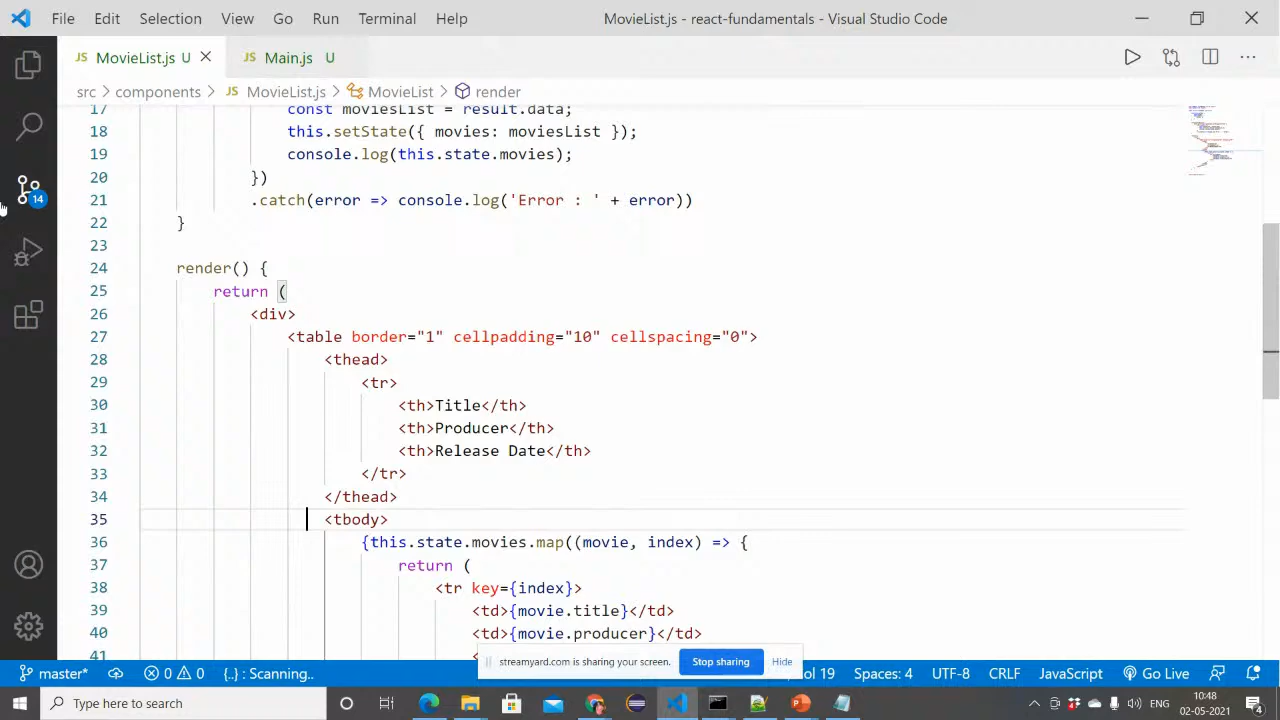 File Edit Selection View Go Run Terminal Help MovieList.js - react-fundamentals - Visual Studio Code
JS MovieList.js U JS Main.js U
src > components > JS MovieList.js > MovieList > render
17 const moviesList = result.data;
18 this.setState({ movies: moviesList });
19 console.log(this.state.movies);
20 })
21 .catch(error => console.log('Error : ' + error))
22 }
23
24 render() {
25 return (
26 <div>
27 <table border="1" cellpadding="10" cellspacing="0">
28 <thead>
29 <tr>
30 <th>Title</th>
31 <th>Producer</th>
32 <th>Release Date</th>
33 </tr>
34 </thead>
35 <tbody>
36 {this.state.movies.map((movie, index) => {
37 return (
38 <tr key={index}>
39 <td>{movie.title}</td>
40 <td>{movie.producer}</td>
41
14
streamyard.com is sharing your screen. Stop sharing Hide
master* 0 0 {..} : Scanning.. ol 19 Spaces: 4 UTF-8 CRLF JavaScript Go Live
Type here to search ENG 10:48 02-05-2021 4